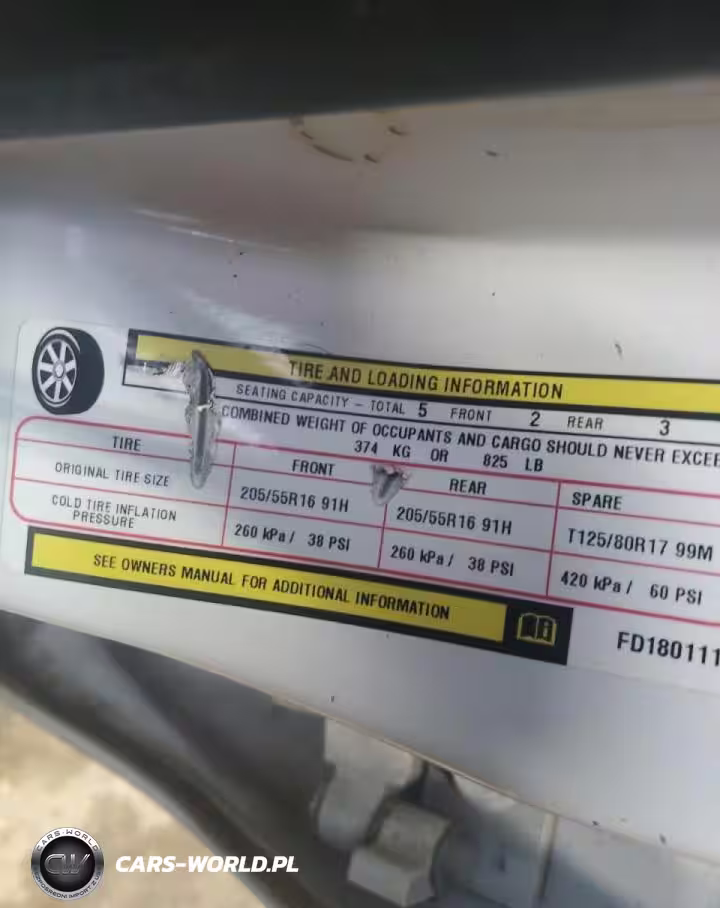 TIRE AND LOADING INFORMATION
SEATING CAPACITY – TOTAL 5 FRONT 2 REAR 3
COMBINED WEIGHT OF OCCUPANTS AND CARGO SHOULD NEVER
374 KG OR 825 LB
TIRE FRONT REAR SPARE
ORIGINAL TIRE SIZE 205/55R16 91H 205/55R16 91H T125/80R17 99M
COLD TIRE INFLATION
PRESSURE 260 kPa / 38 PSI 260 kPa / 38 PSI 420 kPa / 60 PSI
SEE OWNERS MANUAL FOR ADDITIONAL INFORMATION
FD180111
CARS-WORLD
CW
CARS-WORLD.PL